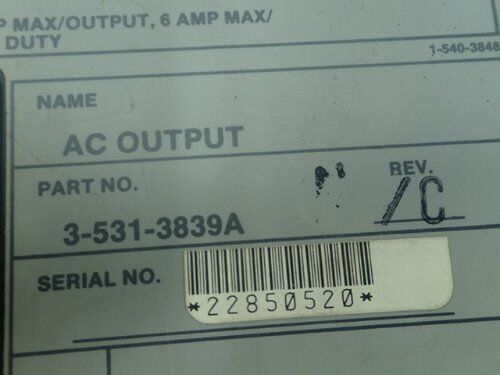 P MAX/OUTPUT, 6 AMP MAX/
DUTY
1-540-3848
NAME
AC OUTPUT
PART NO.
REV.
3-531-3839A
/C
SERIAL NO.
*22850520*